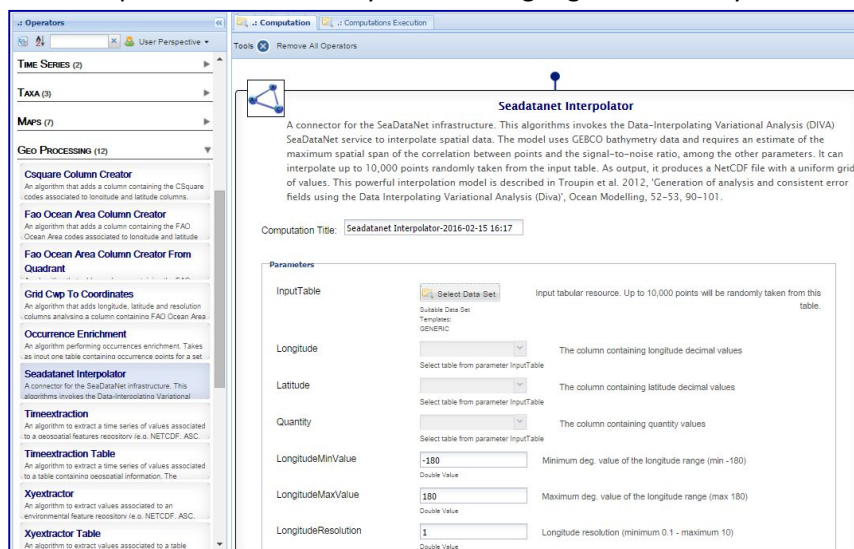 .: Operators
User Perspective
TIME SERIES (2)
TAXA (3)
MAPS (7)
GEO PROCESSING (12)
Csquare Column Creator
An algorithm that adds a column containing the CSquare
codes associated to longitude and latitude columns.
Fao Ocean Area Column Creator
An algorithm that adds a column containing the FAO
Ocean Area codes associated to longitude and latitude
Fao Ocean Area Column Creator From
Quadrant
Grid Cwp To Coordinates
An algorithm that adds longitude, latitude and resolution
columns analysing a column containing FAO Ocean Area
Occurrence Enrichment
An algorithm performing occurrences enrichment. Takes
as input one table containing occurrence points for a set
Seadatanet Interpolator
A connector for the SeaDataNet infrastructure. This
algorithms invokes the Data-Interpolating Variational
Timeextraction
An algorithm to extract a time series of values associated
to a geospatial features repository (e.g. NETCDF, ASC,
Timeextraction Table
An algorithm to extract a time series of values associated
to a table containing geospatial information. The
Xyextractor
An algorithm to extract values associated to an
environmental feature repository (e.g. NETCDF, ASC,
Xyextractor Table
An algorithm to extract values associated to a table
.: Computation
.: Computations Execution
Tools
Remove All Operators
Seadatanet Interpolator
A connector for the SeaDataNet infrastructure. This algorithms invokes the Data-Interpolating Variational Analysis (DIVA)
SeaDataNet service to interpolate spatial data. The model uses GEBCO bathymetry data and requires an estimate of the
maximum spatial span of the correlation between points and the signal-to-noise ratio, among the other parameters. It can
interpolate up to 10,000 points randomly taken from the input table. As output, it produces a NetCDF file with a uniform grid
of values. This powerful interpolation model is described in Troupin et al. 2012, 'Generation of analysis and consistent error
fields using the Data Interpolating Variational Analysis (Diva)', Ocean Modelling, 52-53, 90-101.
Computation Title: Seadatanet Interpolator-2016-02-15 16:17
Parameters
InputTable
Select Data Set
Input tabular resource. Up to 10,000 points will be randomly taken from this
table.
Suitable Data Set
Templates:
GENERIC
Longitude
The column containing longitude decimal values
Select table from parameter InputTable
Latitude
The column containing latitude decimal values
Select table from parameter InputTable
Quantity
The column containing quantity values
Select table from parameter InputTable
LongitudeMinValue
-180
Minimum deg. value of the longitude range (min -180)
Double Value
LongitudeMaxValue
180
Maximum deg. value of the longitude range (max 180)
Double Value
LongitudeResolution
1
Longitude resolution (minimum 0.1 - maximum 10)
Double Value